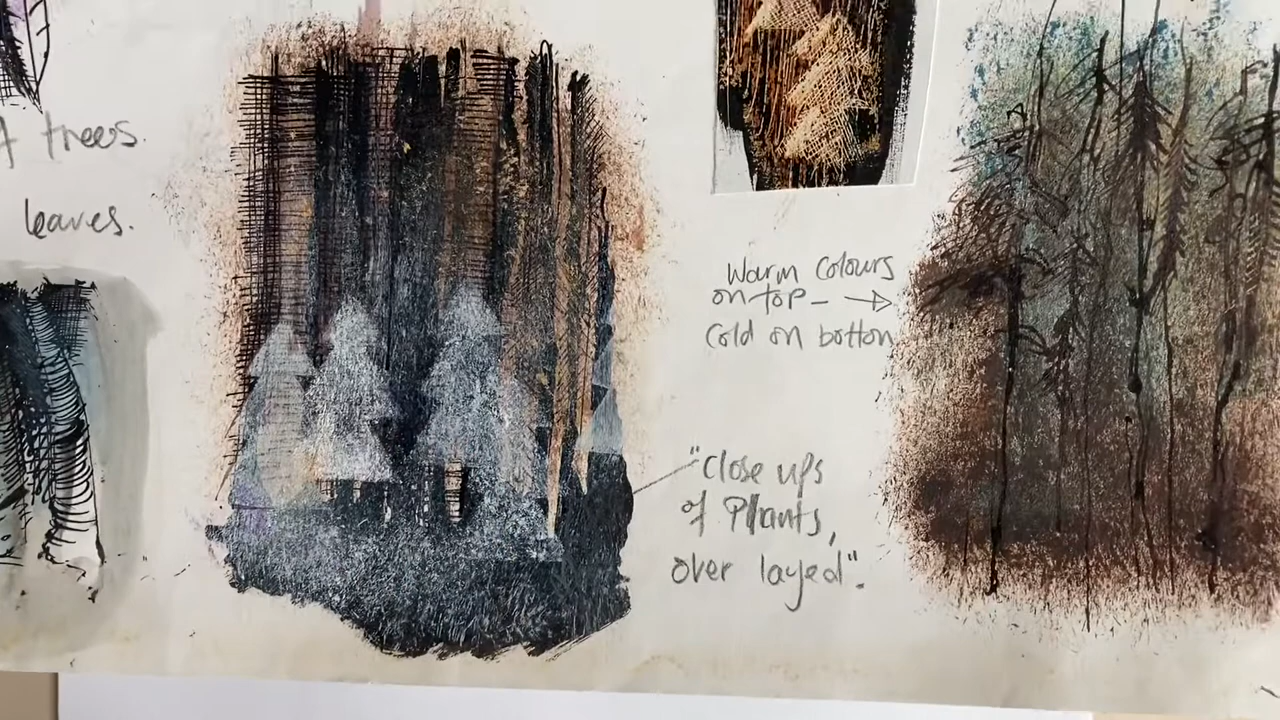 trees.
leaves.
Warm Colours
on top - →
Cold on bottom
"Close ups
of Plants,
over layed".